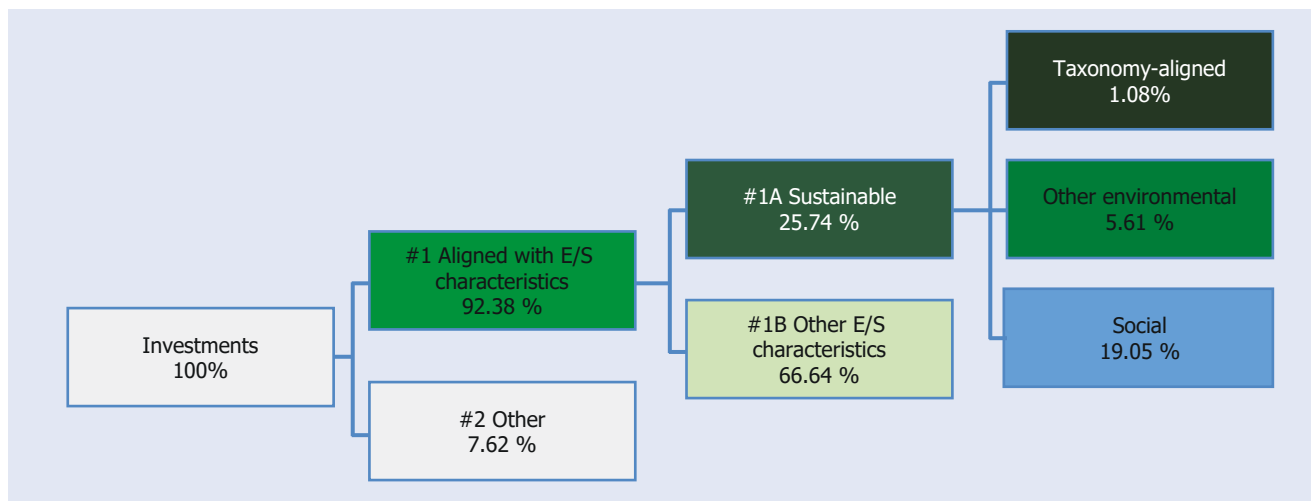 Investments
100%
#1 Aligned with E/S
characteristics
92.38 %
#2 Other
7.62 %
#1A Sustainable
25.74 %
#1B Other E/S
characteristics
66.64 %
Taxonomy-aligned
1.08%
Other environmental
5.61 %
Social
19.05 %